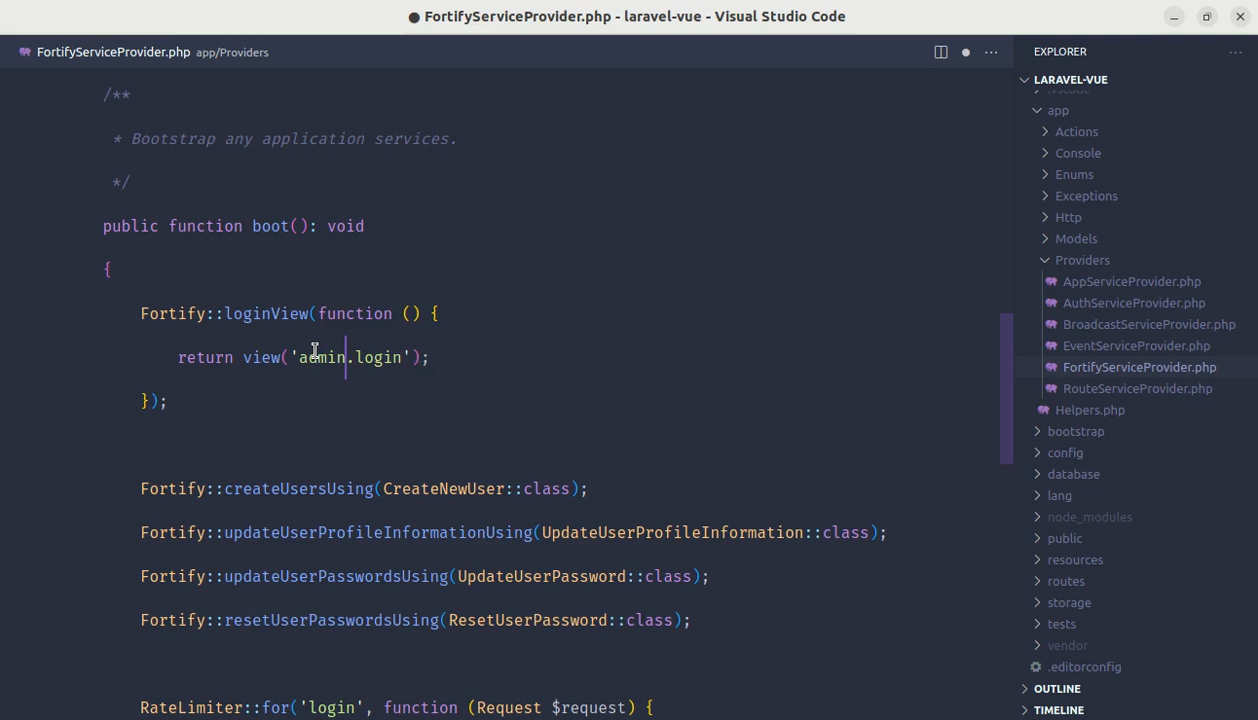 ● FortifyServiceProvider.php - laravel-vue - Visual Studio Code
FortifyServiceProvider.php app/Providers
/**
* Bootstrap any application services.
*/
public function boot(): void
{
Fortify::loginView(function () {
return view('admin.login');
});
Fortify::createUsersUsing(CreateNewUser::class);
Fortify::updateUserProfileInformationUsing(UpdateUserProfileInformation::class);
Fortify::updateUserPasswordsUsing(UpdateUserPassword::class);
Fortify::resetUserPasswordsUsing(ResetUserPassword::class);
RateLimiter::for('login', function (Request $request) {
EXPLORER
LARAVEL-VUE
.vscode
app
Actions
Console
Enums
Exceptions
Http
Models
Providers
AppServiceProvider.php
AuthServiceProvider.php
BroadcastServiceProvider.php
EventServiceProvider.php
FortifyServiceProvider.php
RouteServiceProvider.php
Helpers.php
bootstrap
config
database
lang
node_modules
public
resources
routes
storage
tests
vendor
.editorconfig
OUTLINE
TIMELINE